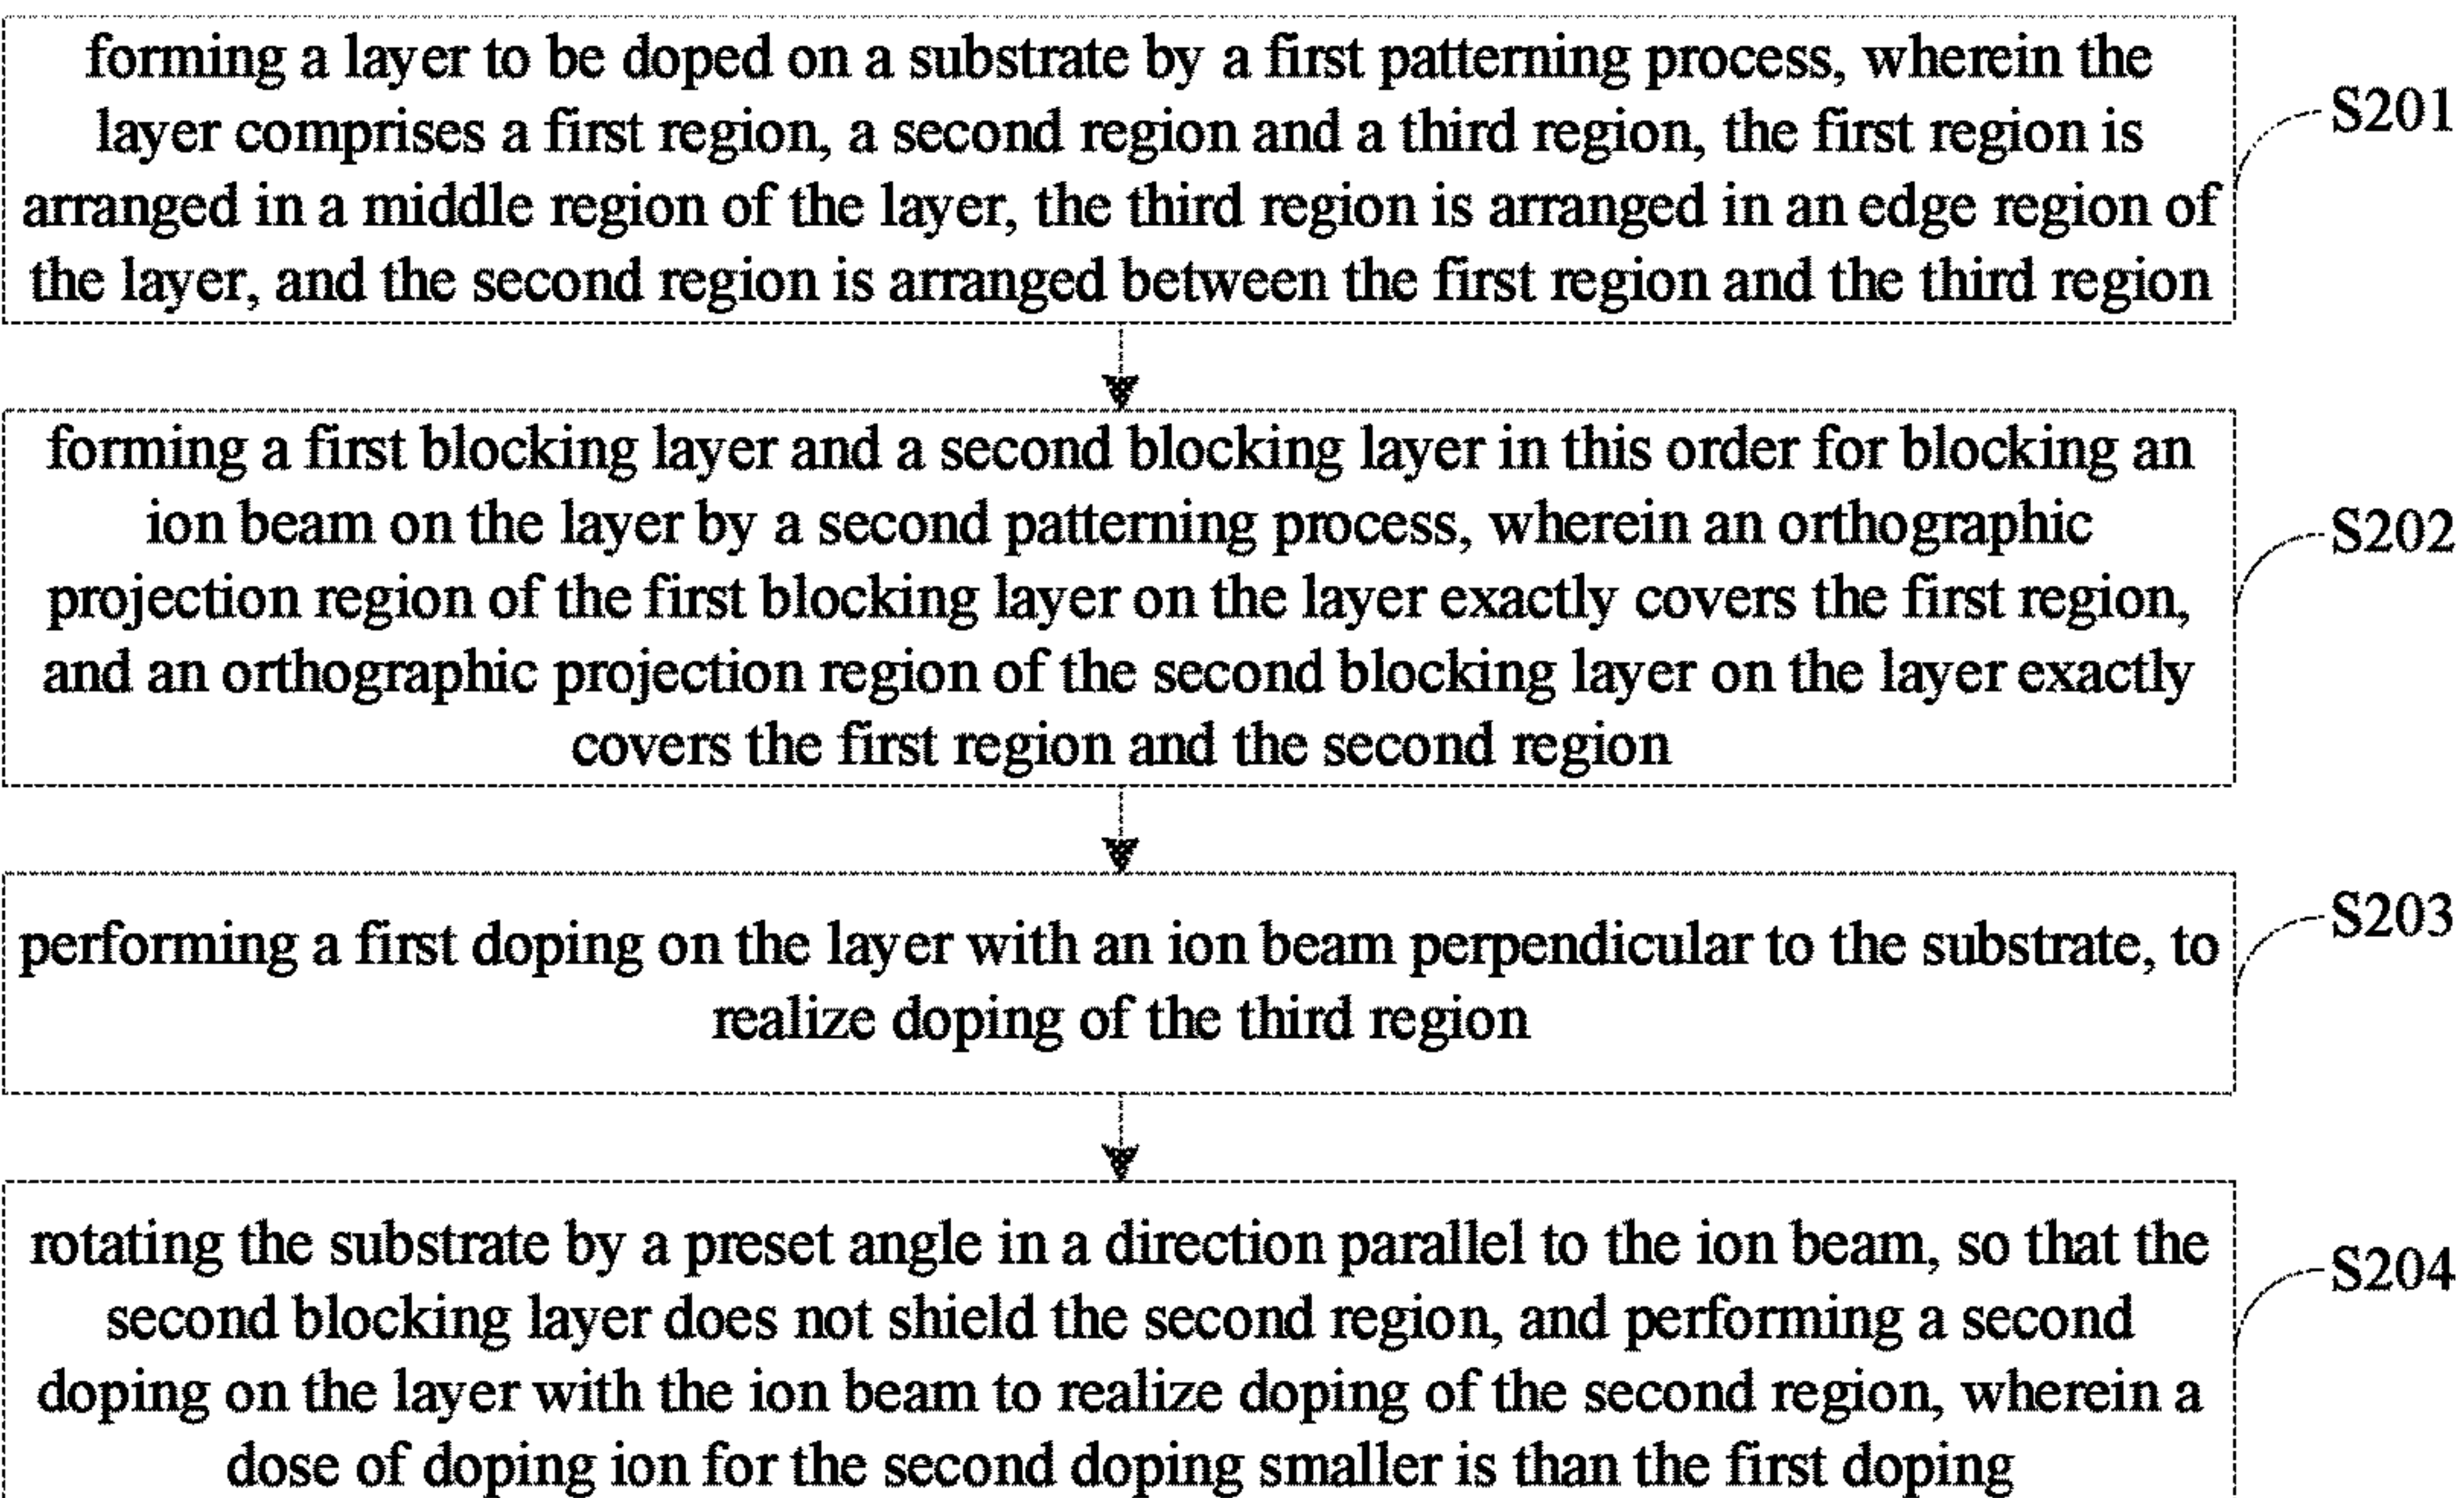 forming a layer to be doped on a substrate by a first patterning process, wherein the
layer comprises a first region, a second region and a third region, the first region is
arranged in a middle region of the layer, the third region is arranged in an edge region of
the layer, and the second region is arranged between the first region and the third region
S201
forming a first blocking layer and a second blocking layer in this order for blocking an
ion beam on the layer by a second patterning process, wherein an orthographic
projection region of the first blocking layer on the layer exactly covers the first region,
and an orthographic projection region of the second blocking layer on the layer exactly
covers the first region and the second region
S202
performing a first doping on the layer with an ion beam perpendicular to the substrate, to
realize doping of the third region
S203
rotating the substrate by a preset angle in a direction parallel to the ion beam, so that the
second blocking layer does not shield the second region, and performing a second
doping on the layer with the ion beam to realize doping of the second region, wherein a
dose of doping ion for the second doping smaller is than the first doping
S204